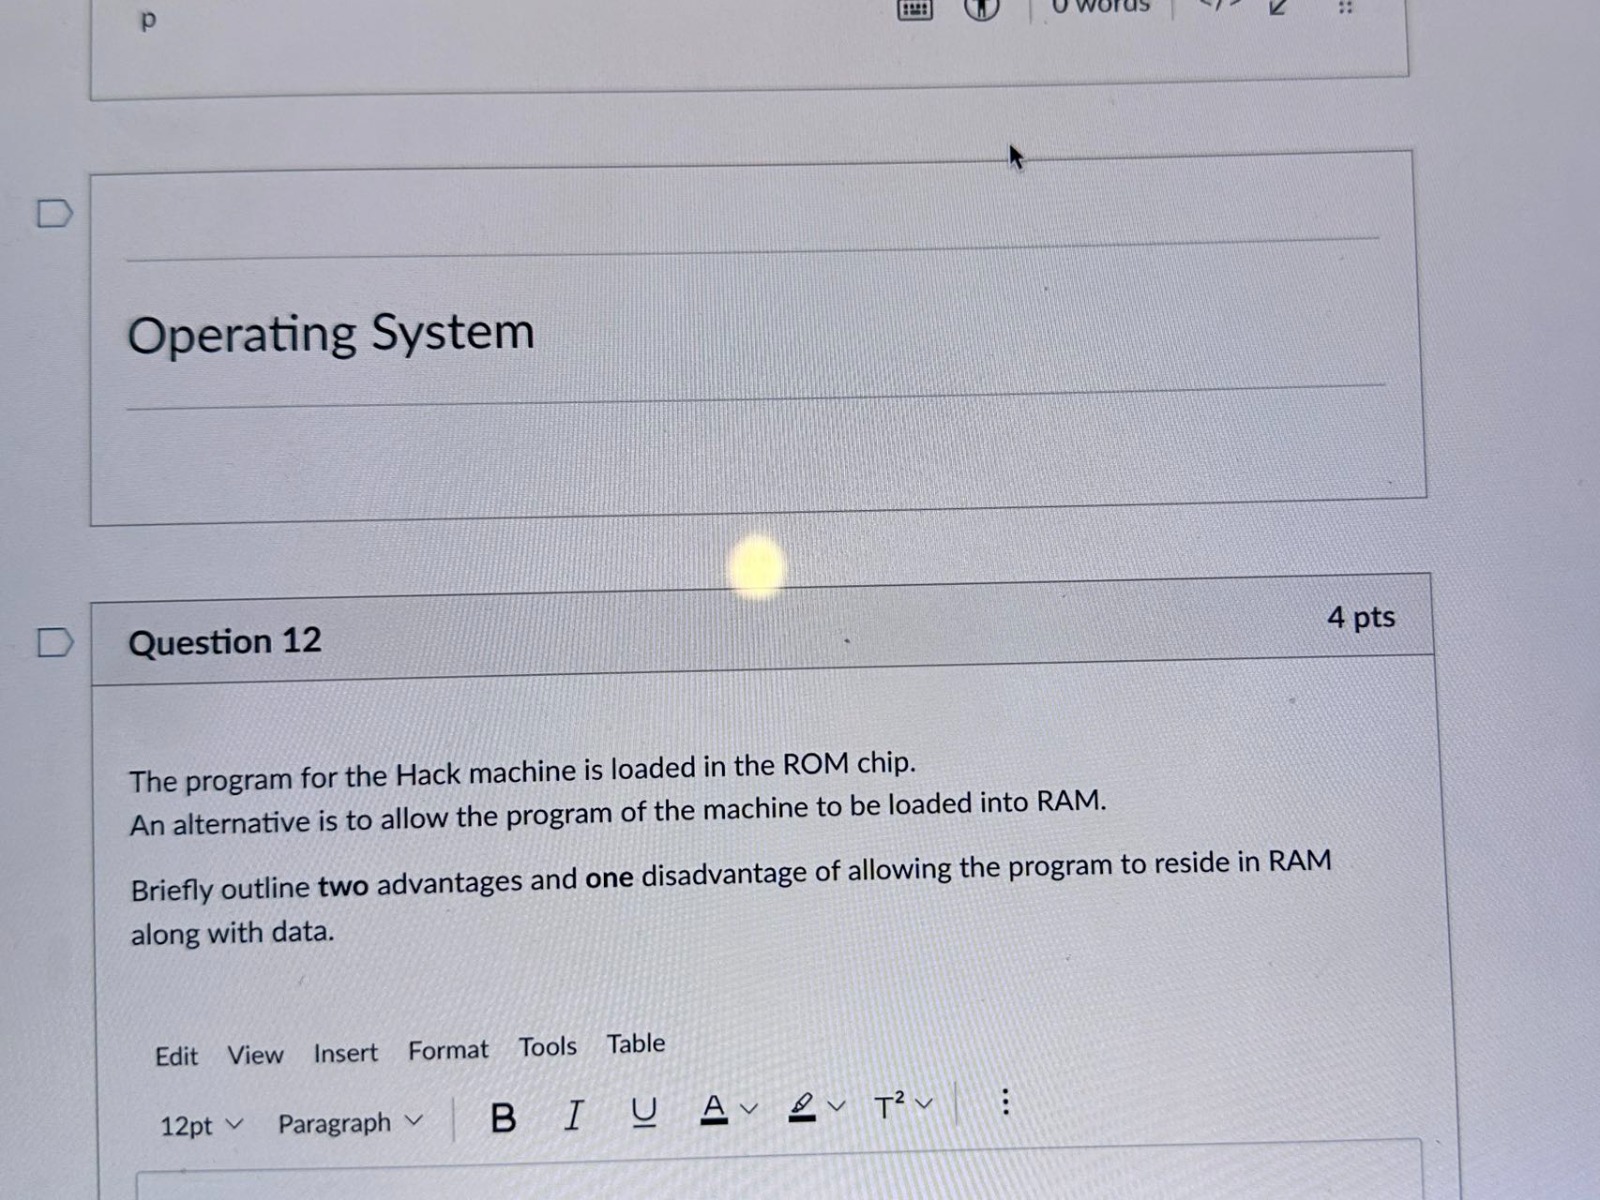 p
0 words
Operating System
Question 12
4 pts
The program for the Hack machine is loaded in the ROM chip.
An alternative is to allow the program of the machine to be loaded into RAM.
Briefly outline two advantages and one disadvantage of allowing the program to reside in RAM
along with data.
Edit View Insert Format Tools Table
12pt Paragraph B I U A T²